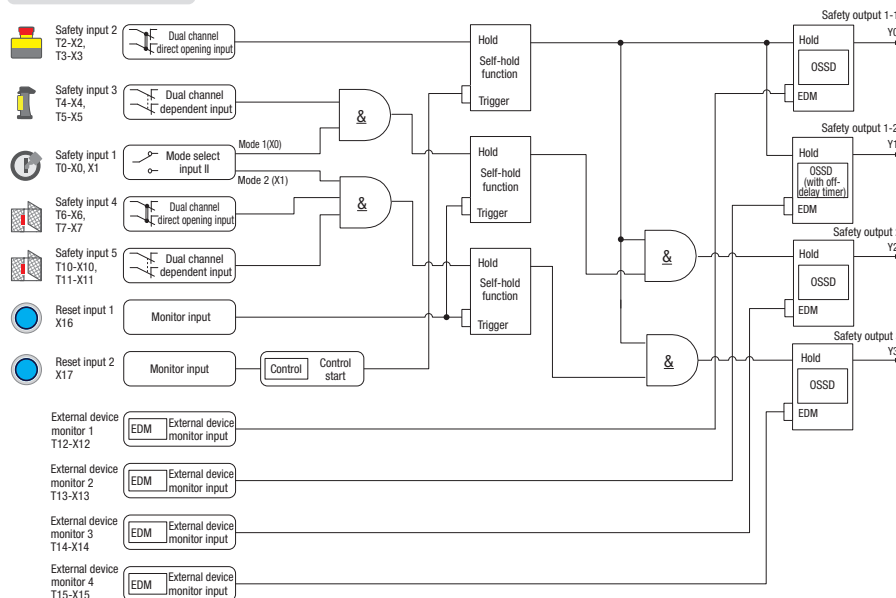 Safety input 2
T2-X2,
T3-X3
Dual channel
direct opening input
Safety input 3
T4-X4,
T5-X5
Dual channel
dependent input
Safety input 1
T0-X0, X1
Mode select
input II
Mode 1(X0)
Mode 2 (X1)
Safety input 4
T6-X6,
T7-X7
Dual channel
direct opening input
Safety input 5
T10-X10,
T11-X11
Dual channel
dependent input
Reset input 1
X16
Monitor input
Reset input 2
X17
Monitor input
Control
Control
start
External device
monitor 1
T12-X12
EDM
External device
monitor input
External device
monitor 2
T13-X13
EDM
External device
monitor input
External device
monitor 3
T14-X14
EDM
External device
monitor input
External device
monitor 4
T15-X15
EDM
External device
monitor input
&
&
Hold
Self-hold
function
Trigger
Hold
Self-hold
function
Trigger
Hold
Self-hold
function
Trigger
&
&
Safety output 1-1
Y0
Hold
OSSD
EDM
Safety output 1-2
Y1
Hold
OSSD
(with off-
delay timer)
EDM
Safety output
Y2
Hold
OSSD
EDM
Safety output
Y3
Hold
OSSD
EDM